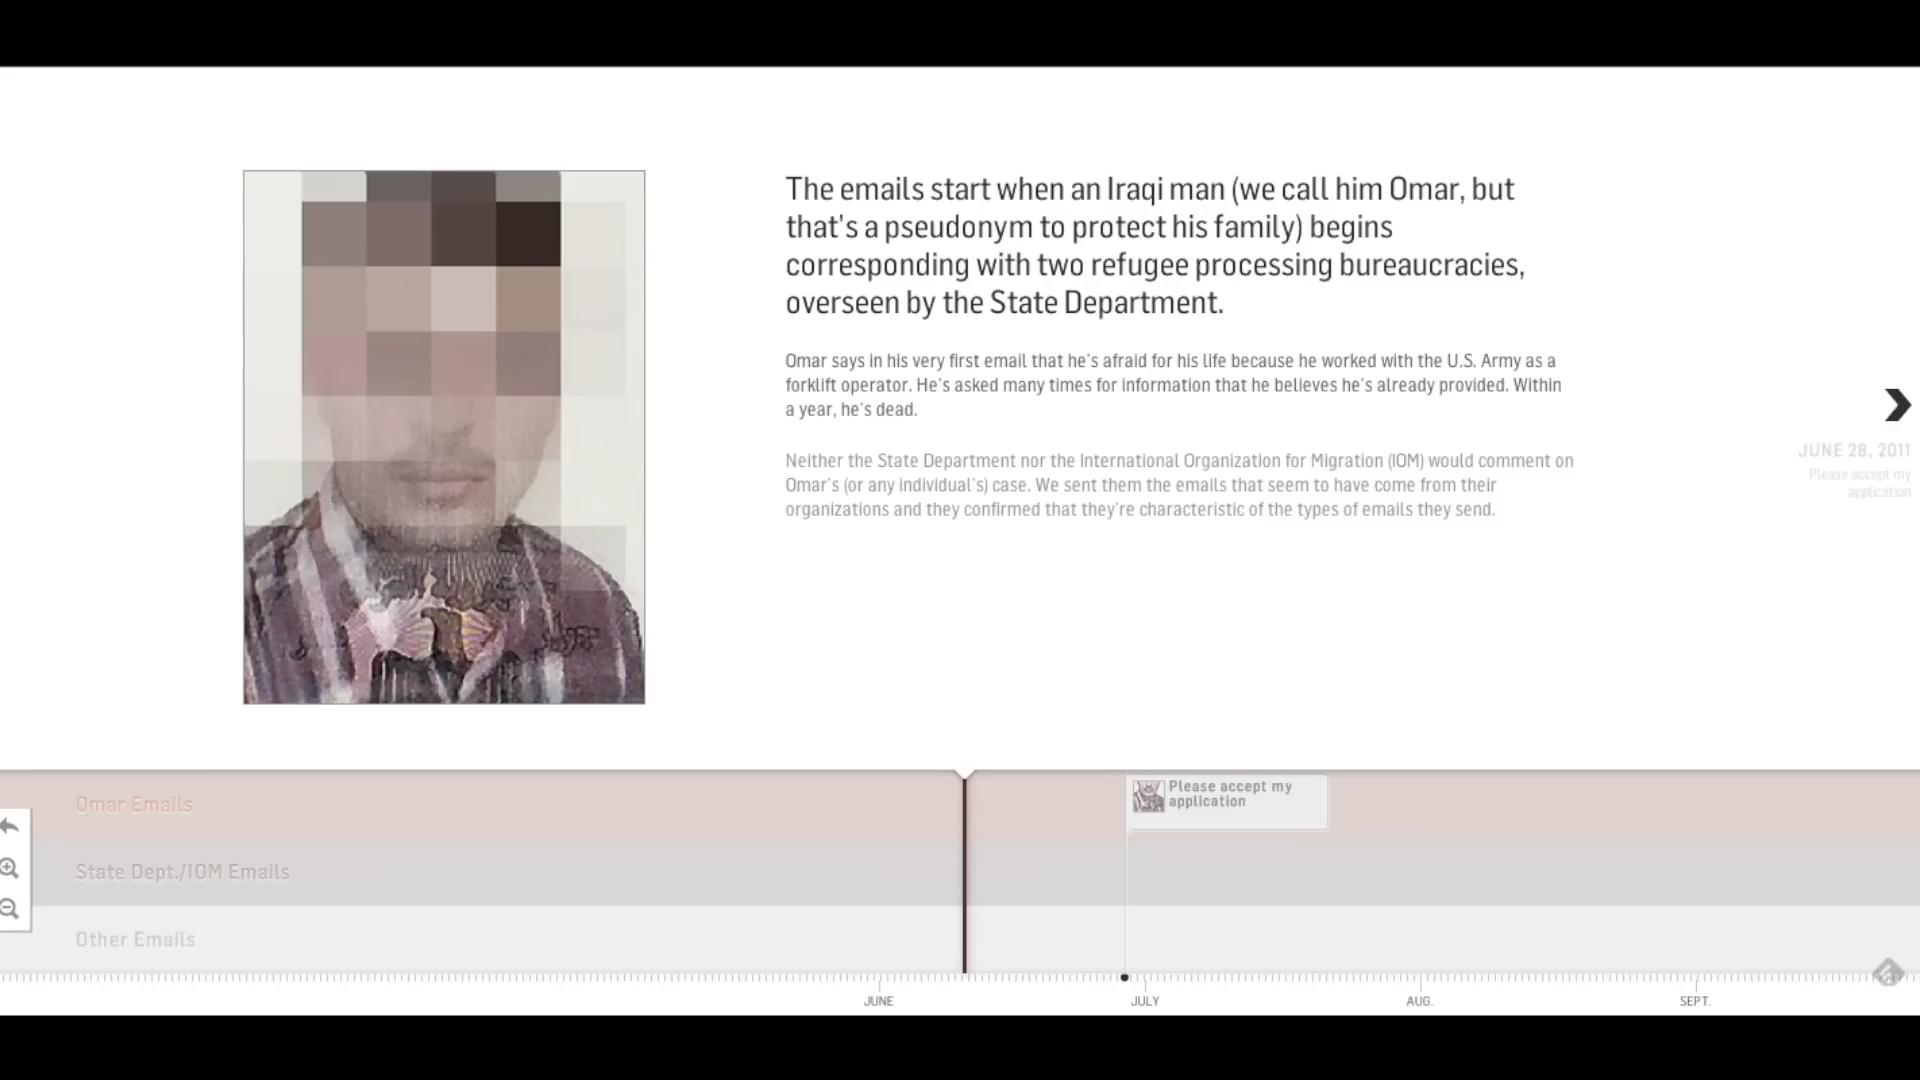 The emails start when an Iraqi man (we call him Omar, but
that's a pseudonym to protect his family) begins
corresponding with two refugee processing bureaucracies,
overseen by the State Department.
Omar says in his very first email that he's afraid for his life because he worked with the U.S. Army as a
forklift operator. He's asked many times for information that he believes he's already provided. Within
a year, he's dead.
Neither the State Department nor the International Organization for Migration (IOM) would comment on
Omar's (or any individual's) case. We sent them the emails that seem to have come from their
organizations and they confirmed that they're characteristic of the types of emails they send.
JUNE 28, 2011
Please accept my
application
Omar Emails
Please accept my
application
State Dept./IOM Emails
Other Emails
JUNE
JULY
AUG.
SEPT.